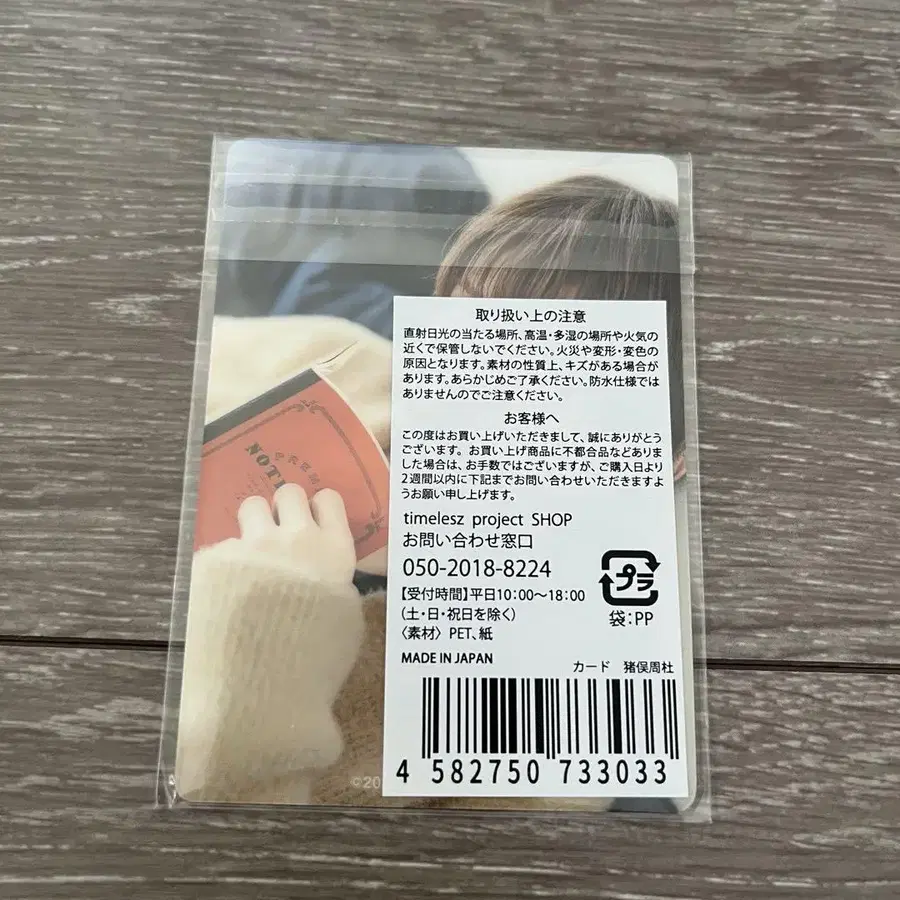 取り扱い上の注意
直射日光の当たる場所、高温・多湿の場所や火気の
近くで保管しないでください。火災や変形・変色の
原因となります。素材の性質上、キズがある場合が
あります。あらかじめご了承ください。防水仕様では
ありませんのでご注意ください。
お客様へ
この度はお買い上げいただきまして、誠にありがとう
ございます。お買い上げ商品に不都合品などありま
した場合は、お手数ではございますが、ご購入日より
2週間以内に下記までお問い合わせいただきますよ
うお願い申し上げます。
timelesz project SHOP
お問い合わせ窓口
050-2018-8224
【受付時間】平日10:00～18:00
(土・日・祝日を除く)
〈素材〉PET、紙
MADE IN JAPAN
プラ
袋:PP
カード 猪俣周杜
4 582750 733033
©20